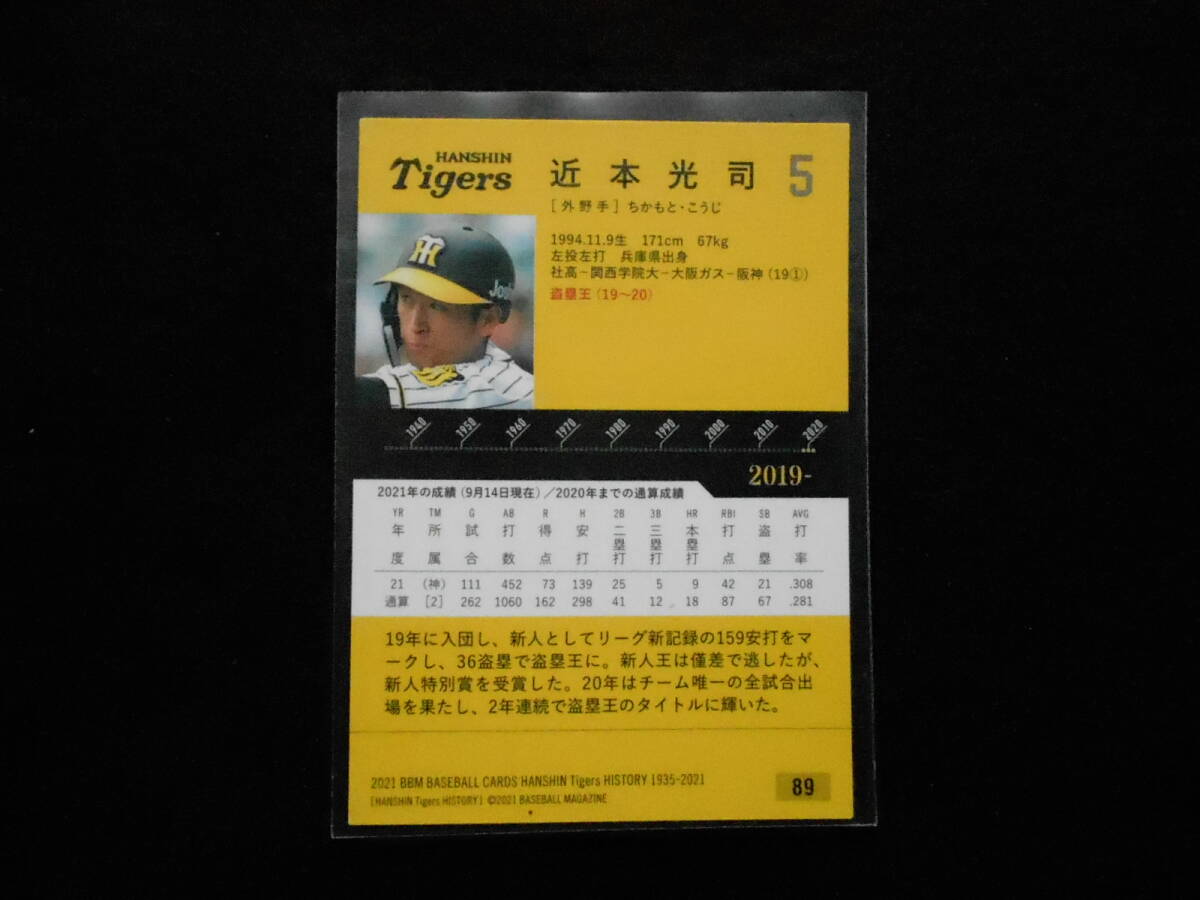 HANSHIN
Tigers
近本光司 5
[外野手] ちかもと・こうじ
1994.11.9生 171cm 67kg
左投左打 兵庫県出身
社高－関西学院大－大阪ガス－阪神(19①)
盗塁王(19～20)
1940 1950 1960 1970 1980 1990 2000 2010 2020
2019-
2021年の成績(9月14日現在)／2020年までの通算成績
YR TM G AB R H 2B 3B HR RBI SB AVG
年度 所属 試合 打数 得点 安打 二塁打 三塁打 本塁打 打点 盗塁 打率
21 (神) 111 452 73 139 25 5 9 42 21 .308
通算 [2] 262 1060 162 298 41 12 18 87 67 .281
19年に入団し、新人としてリーグ新記録の159安打をマ
ークし、36盗塁で盗塁王に。新人王は僅差で逃したが、
新人特別賞を受賞した。20年はチーム唯一の全試合出
場を果たし、2年連続で盗塁王のタイトルに輝いた。
2021 BBM BASEBALL CARDS HANSHIN Tigers HISTORY 1935-2021
[HANSHIN Tigers HISTORY] ©2021 BASEBALL MAGAZINE
89